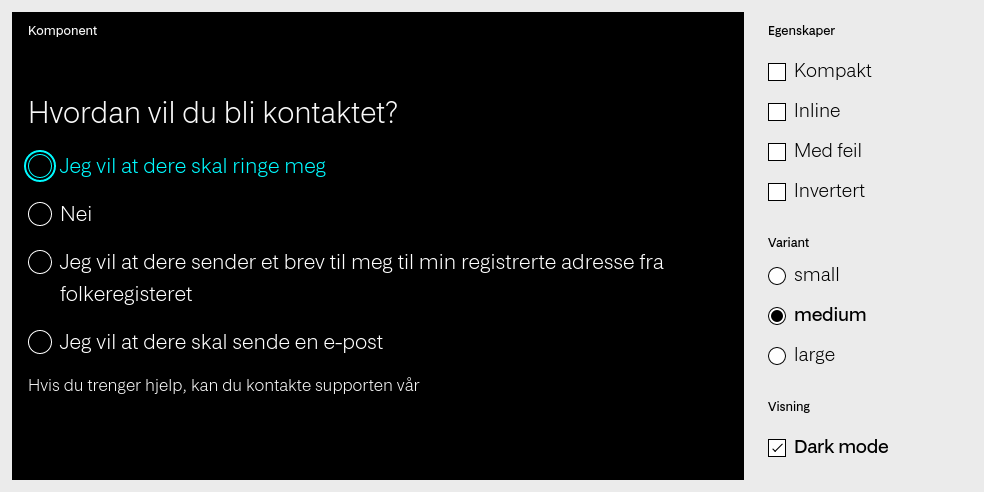 Komponent
Hvordan vil du bli kontaktet?
Jeg vil at dere skal ringe meg
Nei
Jeg vil at dere sender et brev til meg til min registrerte adresse fra
folkeregisteret
Jeg vil at dere skal sende en e-post
Hvis du trenger hjelp, kan du kontakte supporten vår
Egenskaper
Kompakt
Inline
Med feil
Invertert
Variant
small
medium
large
Visning
Dark mode